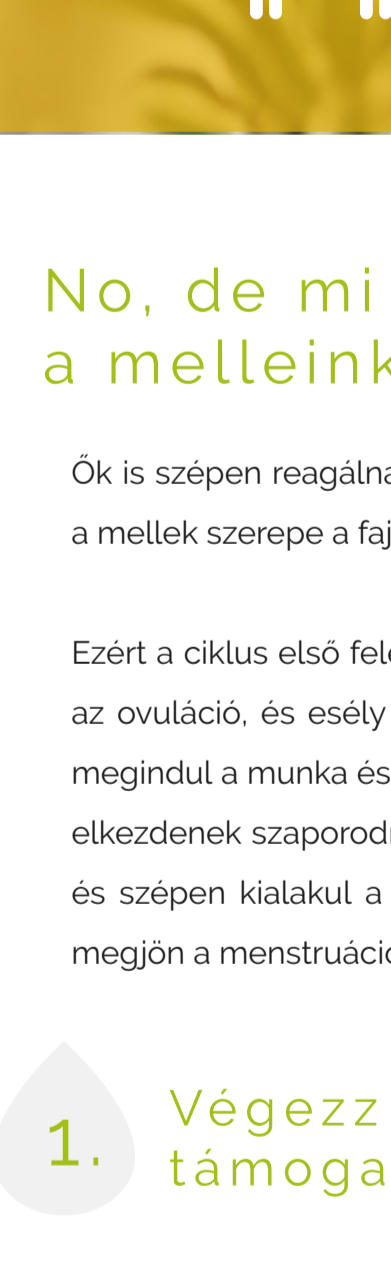 No, de mi
a melleink
Ők is szépen reagálna
a mellek szerepe a faj
Ezért a ciklus első fel
az ovuláció, és esély
megindul a munka és
elkezdenek szaporod
és szépen kialakul a
megjön a menstruáci
1.
Végezz
támoga